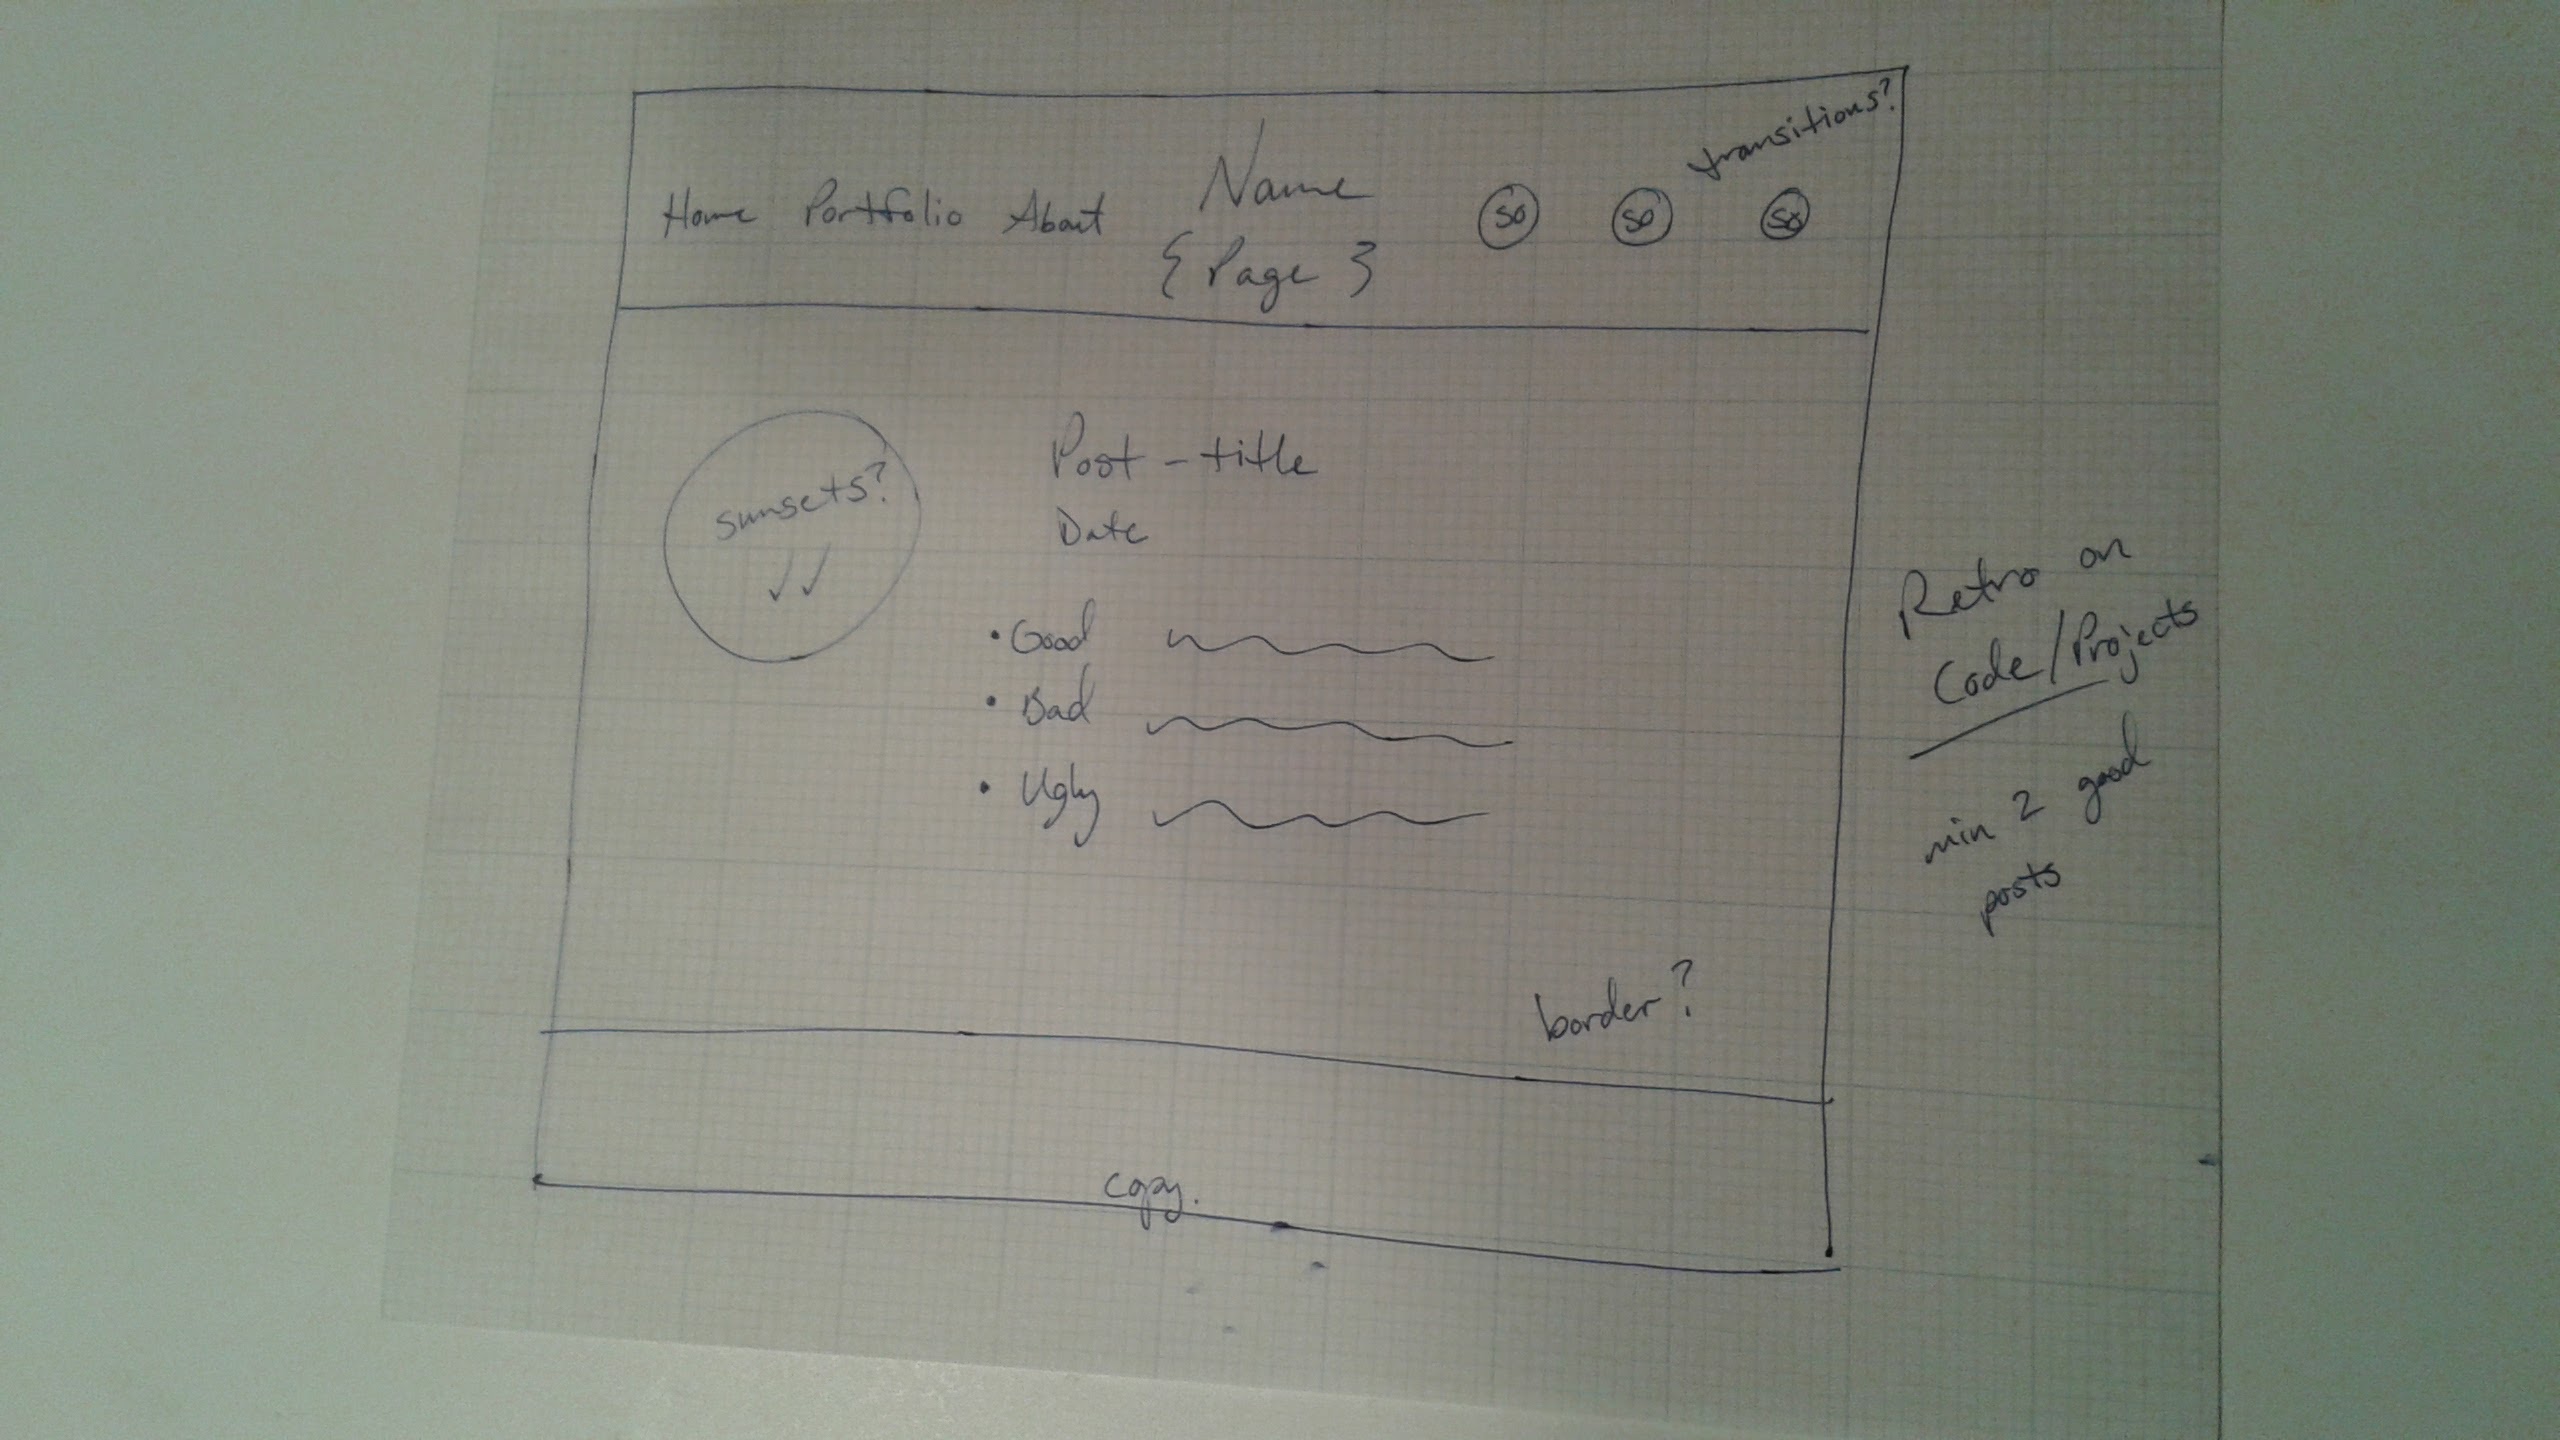 transitions?
Home Portfolio About Name so so so
{ Page }
sunsets?
Post - title
Date
• Good
• Bad
• Ugly
border?
copy.
Retro on
Code/Projects
min 2 good
posts